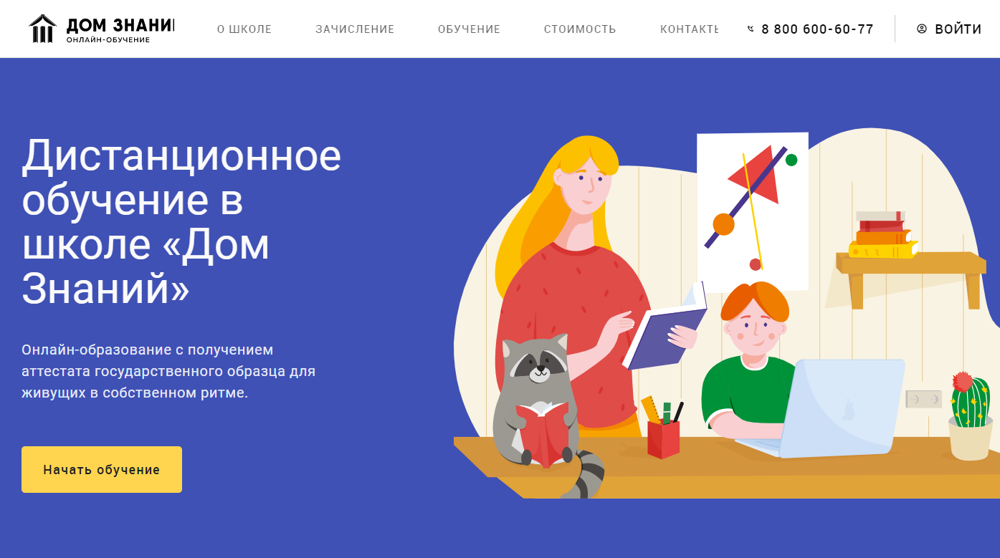 ДОМ ЗНАНИ
ОНЛАЙН-ОБУЧЕНИЕ
О ШКОЛЕ
ЗАЧИСЛЕНИЕ
ОБУЧЕНИЕ
СТОИМОСТЬ
КОНТАКТЫ
8 800 600-60-77
ВОЙТИ
Дистанционное
обучение в
школе «Дом
Знаний»
Онлайн-образование с получением
аттестата государственного образца для
живущих в собственном ритме.
Начать обучение